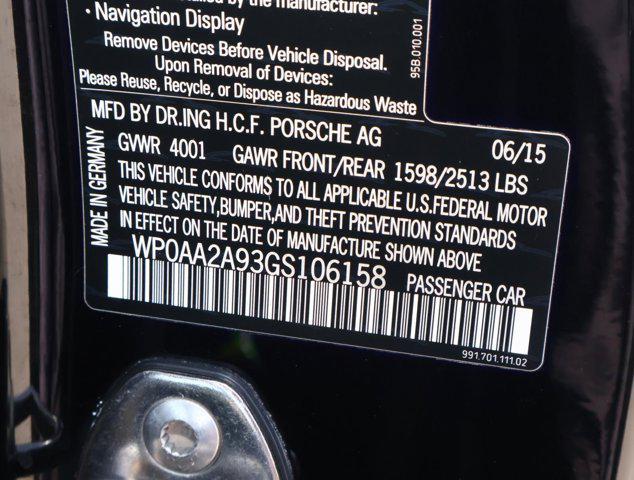 by the manufacturer:
• Navigation Display
Remove Devices Before Vehicle Disposal.
Upon Removal of Devices:
Please Reuse, Recycle, or Dispose as Hazardous Waste
95B.010.001
MFD BY DR.ING H.C.F. PORSCHE AG 06/15
GVWR 4001 GAWR FRONT/REAR 1598/2513 LBS
THIS VEHICLE CONFORMS TO ALL APPLICABLE U.S.FEDERAL MOTOR
VEHICLE SAFETY,BUMPER,AND THEFT PREVENTION STANDARDS
IN EFFECT ON THE DATE OF MANUFACTURE SHOWN ABOVE
MADE IN GERMANY
WP0AA2A93GS106158 PASSENGER CAR
991.701.111.02